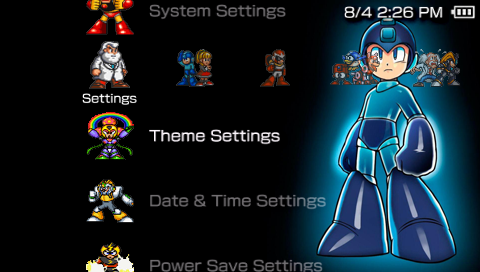 System Settings
8/4 2:26 PM
Settings
Theme Settings
Date & Time Settings
Power Save Settings